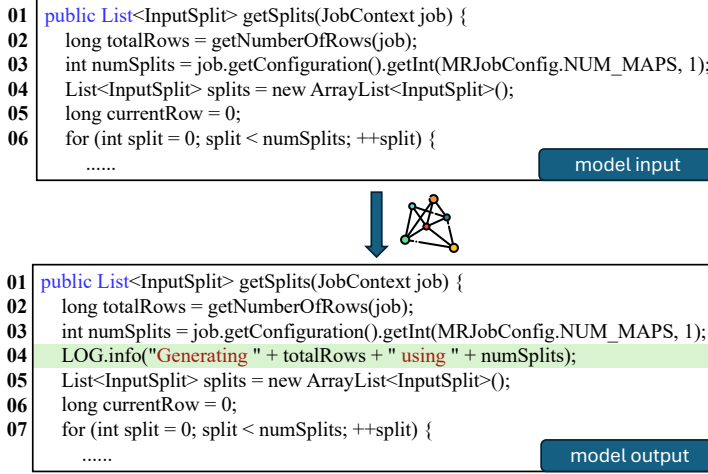 01 public List<InputSplit> getSplits(JobContext job) {
02 long totalRows = getNumberOfRows(job);
03 int numSplits = job.getConfiguration().getInt(MRJobConfig.NUM_MAPS, 1);
04 List<InputSplit> splits = new ArrayList<InputSplit>();
05 long currentRow = 0;
06 for (int split = 0; split < numSplits; ++split) {
......
model input
01 public List<InputSplit> getSplits(JobContext job) {
02 long totalRows = getNumberOfRows(job);
03 int numSplits = job.getConfiguration().getInt(MRJobConfig.NUM_MAPS, 1);
04 LOG.info("Generating " + totalRows + " using " + numSplits);
05 List<InputSplit> splits = new ArrayList<InputSplit>();
06 long currentRow = 0;
07 for (int split = 0; split < numSplits; ++split) {
......
model output